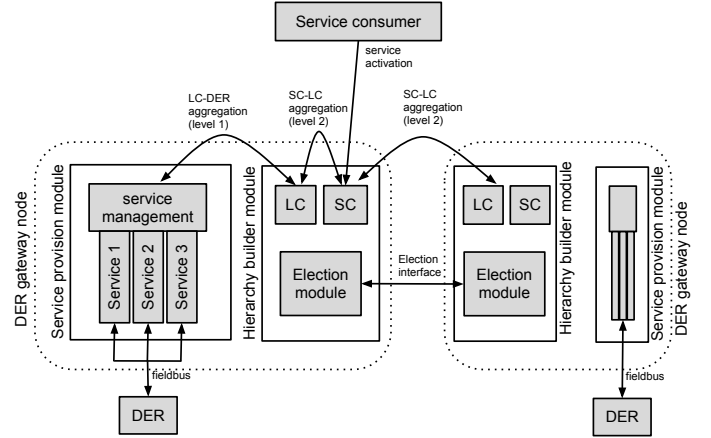 Service consumer
service
activation
LC-DER
aggregation
(level 1)
SC-LC
aggregation
(level 2)
SC-LC
aggregation
(level 2)
DER gateway node
Service provision module
service
management
Service 1
Service 2
Service 3
Hierarchy builder module
LC
SC
Election
module
Election
interface
LC
SC
Election
module
Hierarchy builder module
Service provision module
DER gateway node
fieldbus
DER
fieldbus
DER